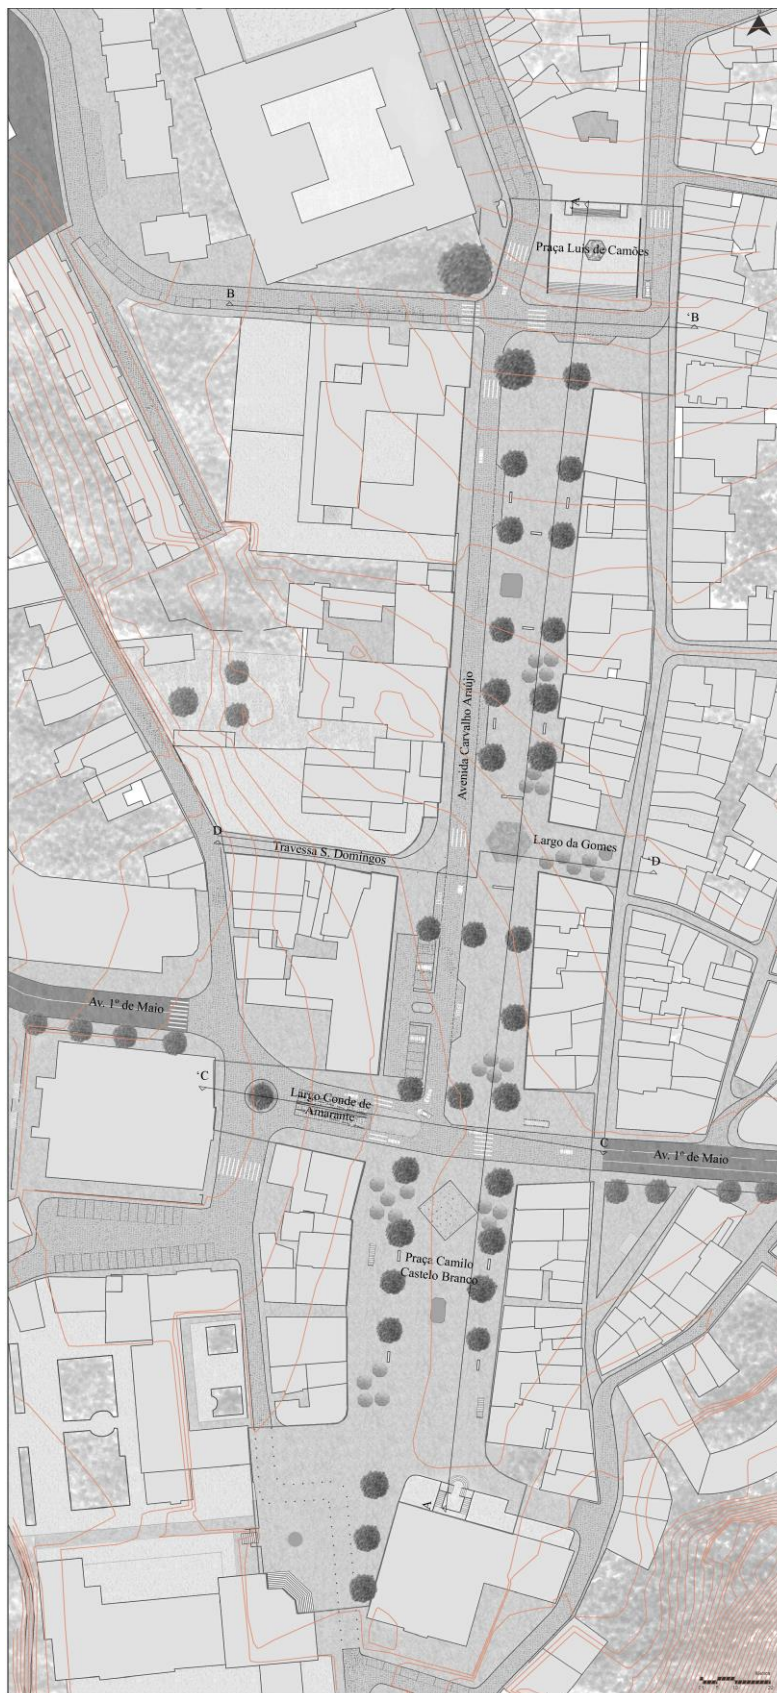 A
Praça Luís de Camões
B
'B
Avenida Carvalho Araújo
Largo da Gomes
D
Travessa S. Domingos
'D
Av. 1º de Maio
'C
Largo Conde de
Amarante
C
Av. 1º de Maio
Praça Camilo
Castelo Branco
A